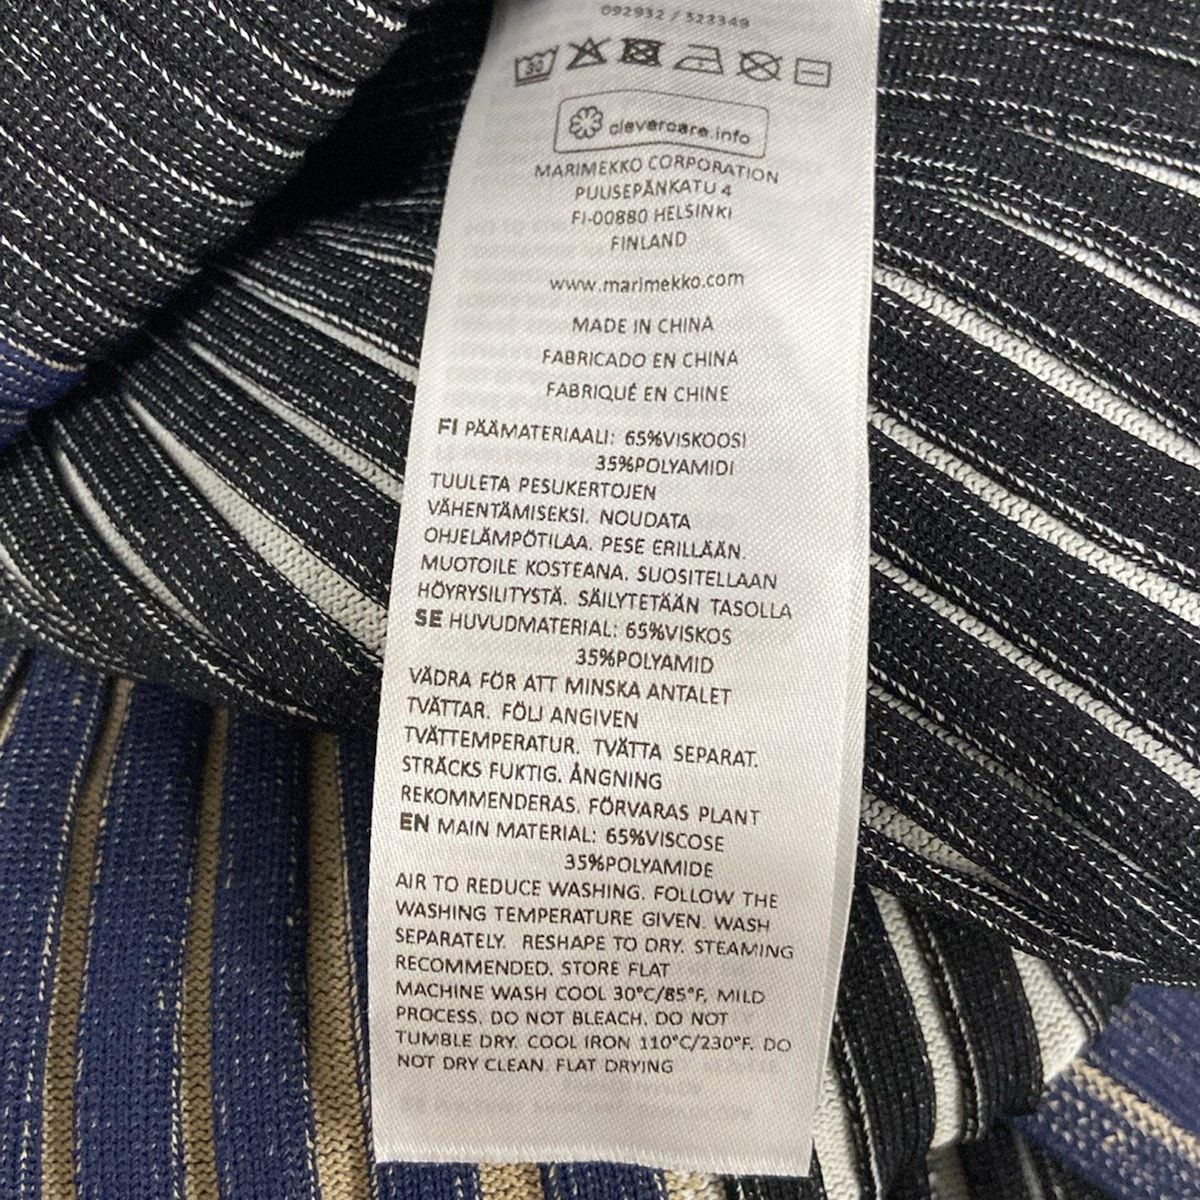 092932 / 323349
30
clevercare.info
MARIMEKKO CORPORATION
PUUSEPÄNKATU 4
FI-00880 HELSINKI
FINLAND
www.marimekko.com
MADE IN CHINA
FABRICADO EN CHINA
FABRIQUÉ EN CHINE
FI PÄÄMATERIAALI: 65%VISKOOSI
35%POLYAMIDI
TUULETA PESUKERTOJEN
VÄHENTÄMISEKSI. NOUDATA
OHJELÄMPÖTILAA. PESE ERILLÄÄN.
MUOTOILE KOSTEANA. SUOSITELLAAN
HÖYRYSILITYSTÄ. SÄILYTETÄÄN TASOLLA
SE HUVUDMATERIAL: 65%VISKOS
35%POLYAMID
VÄDRA FÖR ATT MINSKA ANTALET
TVÄTTAR. FÖLJ ANGIVEN
TVÄTTEMPERATUR. TVÄTTA SEPARAT.
STRÄCKS FUKTIG. ÅNGNING
REKOMMENDERAS. FÖRVARAS PLANT
EN MAIN MATERIAL: 65%VISCOSE
35%POLYAMIDE
AIR TO REDUCE WASHING. FOLLOW THE
WASHING TEMPERATURE GIVEN. WASH
SEPARATELY. RESHAPE TO DRY. STEAMING
RECOMMENDED. STORE FLAT
MACHINE WASH COOL 30°C/85°F, MILD
PROCESS. DO NOT BLEACH. DO NOT
TUMBLE DRY. COOL IRON 110°C/230°F. DO
NOT DRY CLEAN. FLAT DRYING